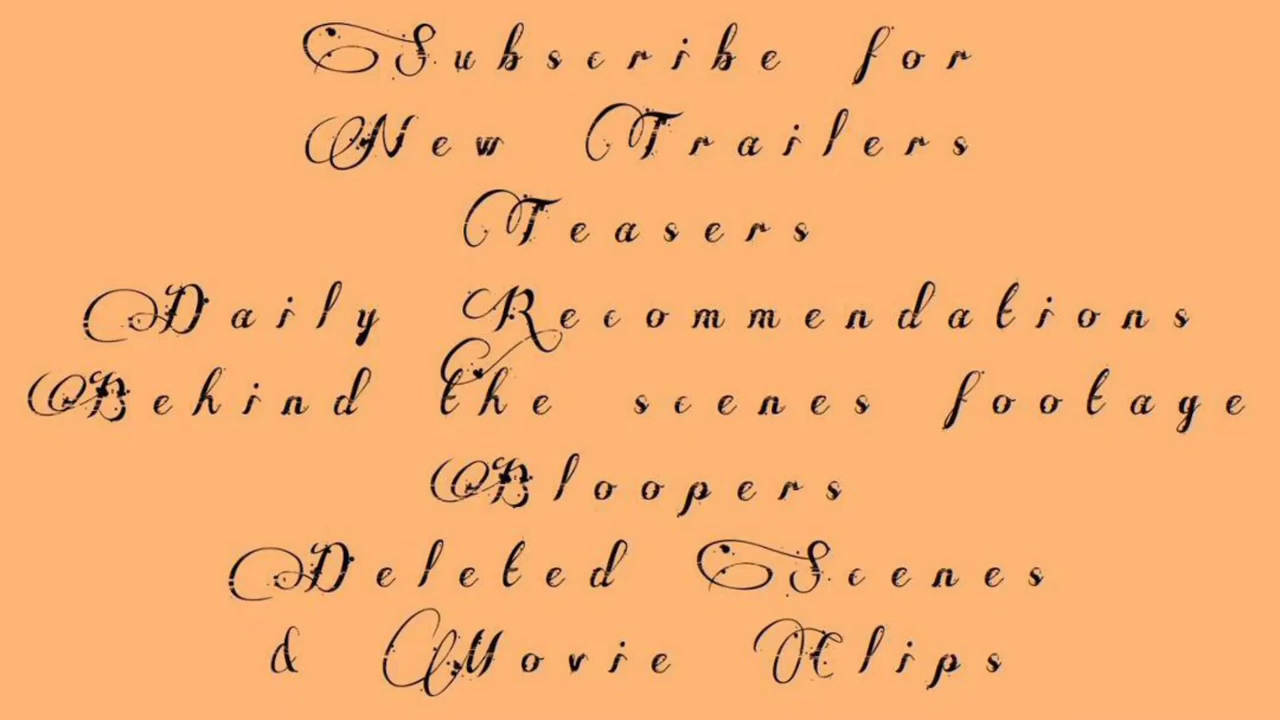 Subscribe for
New Trailers
Teasers
Daily Recommendations
Behind the scenes footage
Bloopers
Deleted Scenes
& Movie Clips